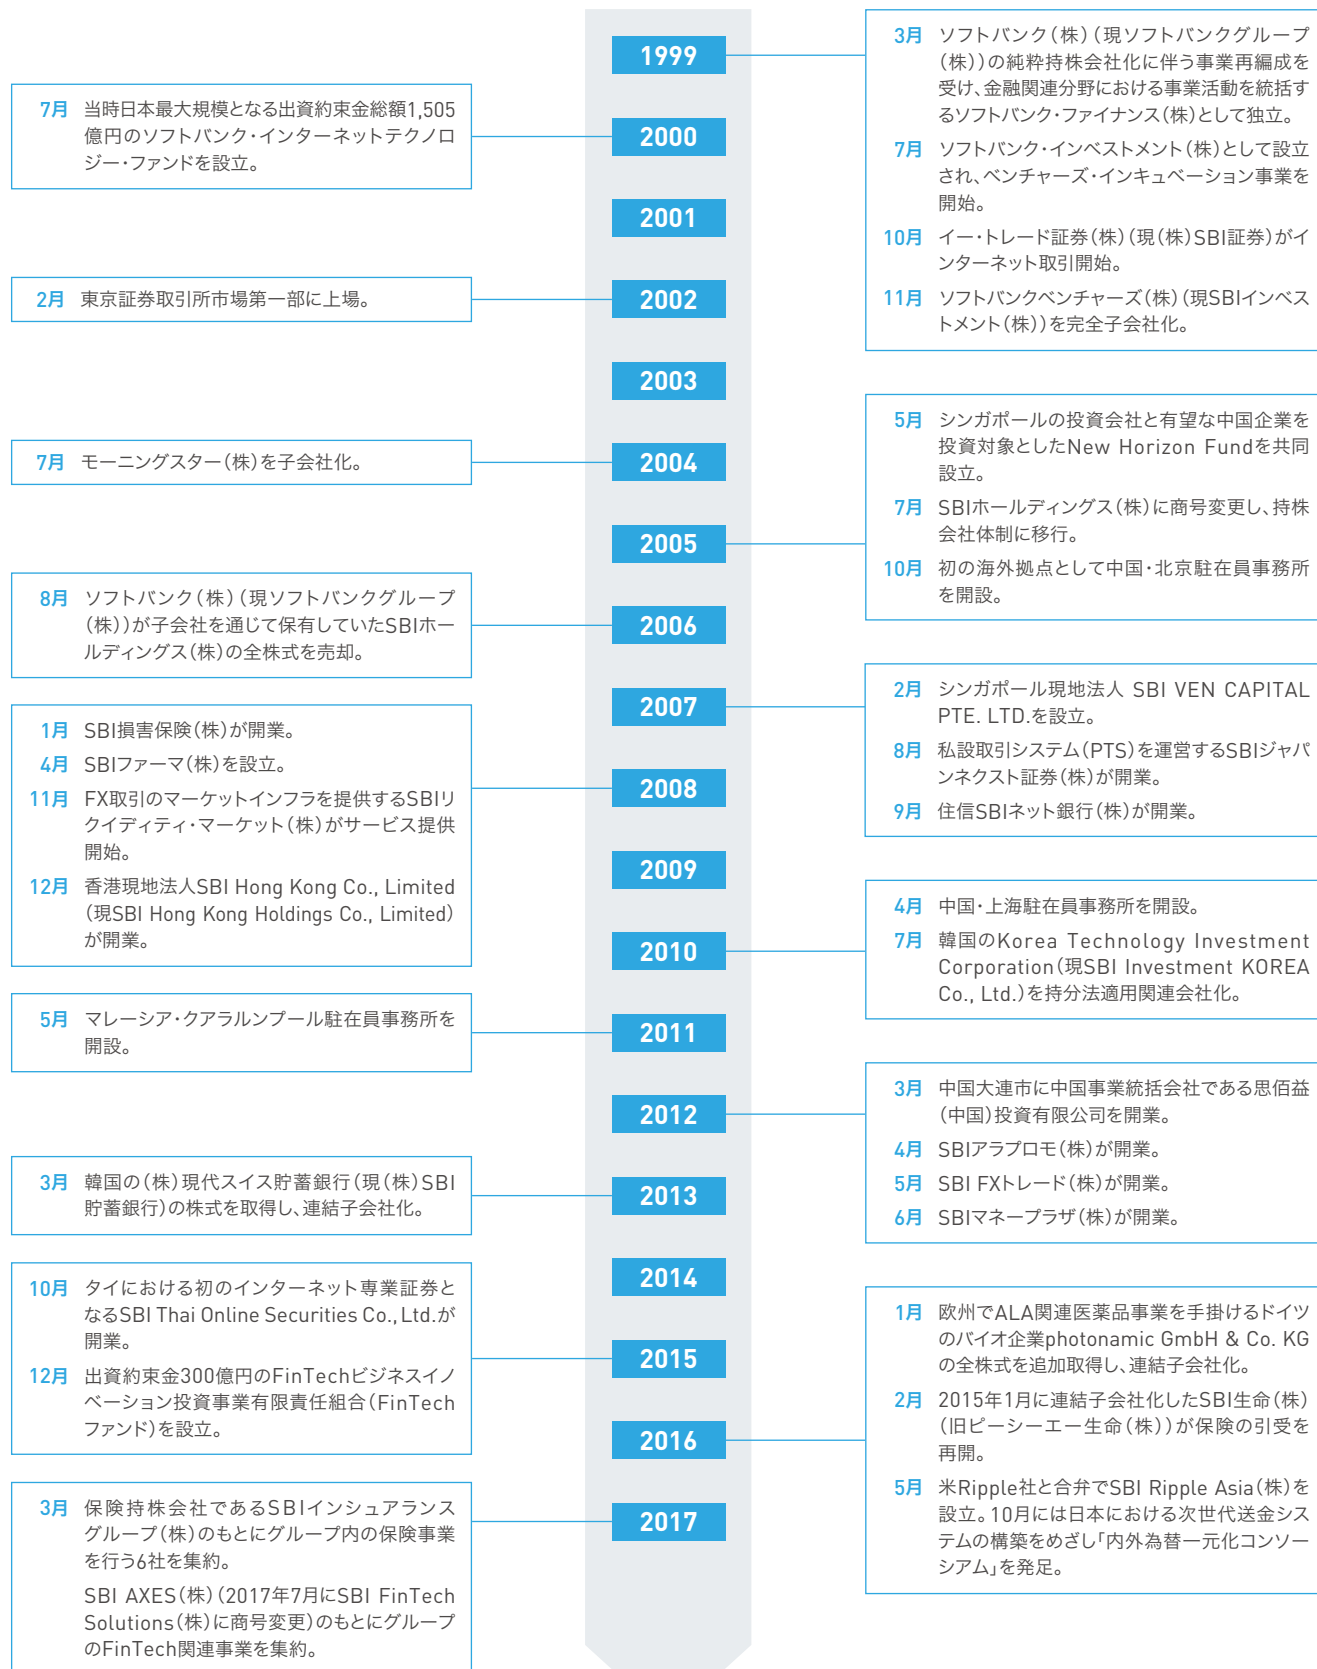 1999
3月 ソフトバンク(株)(現ソフトバンクグループ
(株))の純粋持株会社化に伴う事業再編成を
受け、金融関連分野における事業活動を統括す
るソフトバンク・ファイナンス(株)として独立。
7月 ソフトバンク・インベストメント(株)として設立
され、ベンチャーズ・インキュベーション事業を
開始。
10月 イー・トレード証券(株)(現(株)SBI証券)がイ
ンターネット取引開始。
11月 ソフトバンクベンチャーズ(株)(現SBIインベス
トメント(株))を完全子会社化。
2000
7月 当時日本最大規模となる出資約束金総額1,505
億円のソフトバンク・インターネットテクノロ
ジー・ファンドを設立。
2001
2002
2月 東京証券取引所市場第一部に上場。
2003
2004
7月 モーニングスター(株)を子会社化。
2005
5月 シンガポールの投資会社と有望な中国企業を
投資対象としたNew Horizon Fundを共同
設立。
7月 SBIホールディングス(株)に商号変更し、持株
会社体制に移行。
10月 初の海外拠点として中国・北京駐在員事務所
を開設。
2006
8月 ソフトバンク(株)(現ソフトバンクグループ
(株))が子会社を通じて保有していたSBIホー
ルディングス(株)の全株式を売却。
2007
2月 シンガポール現地法人 SBI VEN CAPITAL
PTE. LTD.を設立。
8月 私設取引システム(PTS)を運営するSBIジャパ
ンネクスト証券(株)が開業。
9月 住信SBIネット銀行(株)が開業。
2008
1月 SBI損害保険(株)が開業。
4月 SBIファーマ(株)を設立。
11月 FX取引のマーケットインフラを提供するSBIリ
クイディティ・マーケット(株)がサービス提供
開始。
12月 香港現地法人SBI Hong Kong Co., Limited
(現SBI Hong Kong Holdings Co., Limited)
が開業。
2009
2010
4月 中国・上海駐在員事務所を開設。
7月 韓国のKorea Technology Investment
Corporation(現SBI Investment KOREA
Co., Ltd.)を持分法適用関連会社化。
2011
5月 マレーシア・クアラルンプール駐在員事務所を
開設。
2012
3月 中国大連市に中国事業統括会社である思佰益
(中国)投資有限公司を開業。
4月 SBIアラプロモ(株)が開業。
5月 SBI FXトレード(株)が開業。
6月 SBIマネープラザ(株)が開業。
2013
3月 韓国の(株)現代スイス貯蓄銀行(現(株)SBI
貯蓄銀行)の株式を取得し、連結子会社化。
2014
2015
10月 タイにおける初のインターネット専業証券と
なるSBI Thai Online Securities Co., Ltd.が
開業。
12月 出資約束金300億円のFinTechビジネスイノ
ベーション投資事業有限責任組合(FinTech
ファンド)を設立。
2016
1月 欧州でALA関連医薬品事業を手掛けるドイツ
のバイオ企業photonamic GmbH & Co. KG
の全株式を追加取得し、連結子会社化。
2月 2015年1月に連結子会社化したSBI生命(株)
(旧ピーシーエー生命(株))が保険の引受を
再開。
5月 米Ripple社と合弁でSBI Ripple Asia(株)を
設立。10月には日本における次世代送金シス
テムの構築をめざし「内外為替一元化コンソー
シアム」を発足。
2017
3月 保険持株会社であるSBIインシュアランス
グループ(株)のもとにグループ内の保険事業
を行う6社を集約。
SBI AXES(株)(2017年7月にSBI FinTech
Solutions(株)に商号変更)のもとにグループ
のFinTech関連事業を集約。